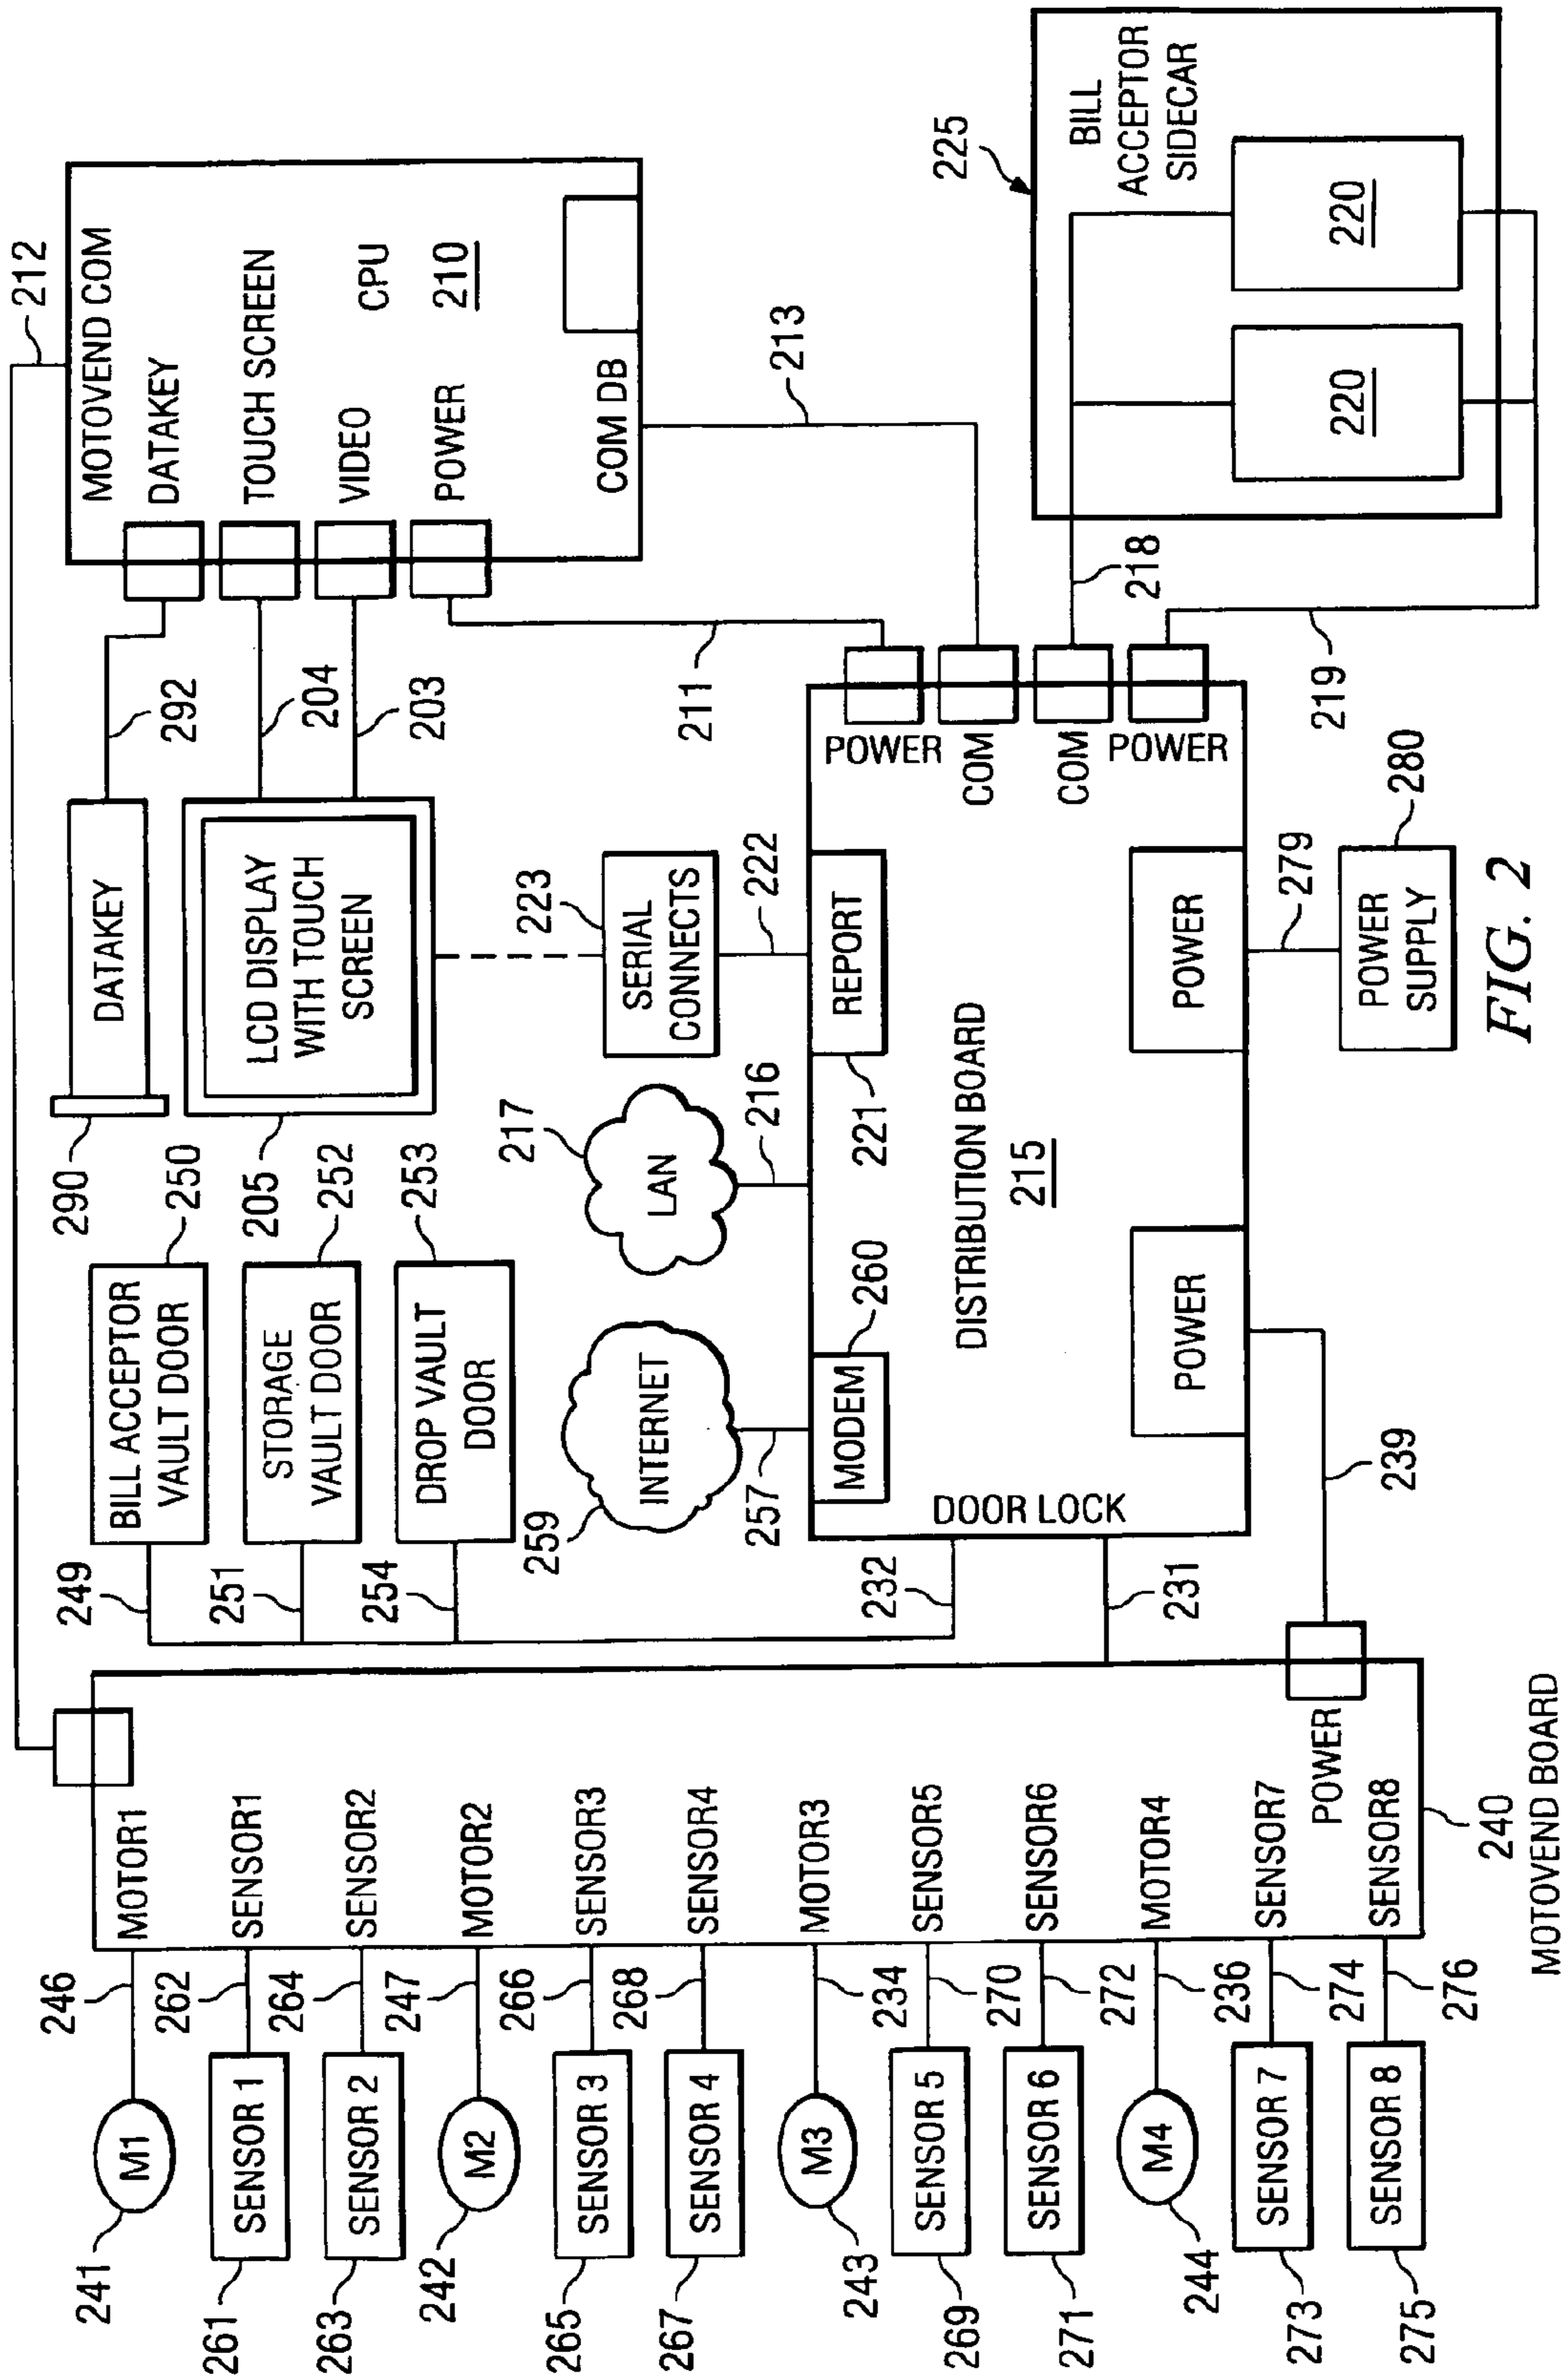 212
MOTOVEND COM
DATAKEY
TOUCH SCREEN
VIDEO
CPU
POWER
210
COM DB
213
225
BILL
ACCEPTOR
SIDECAR
220
220
218
219
292
204
203
211
DATAKEY
290
LCD DISPLAY
WITH TOUCH
SCREEN
205
223
SERIAL
CONNECTS
222
217
LAN
216
259
INTERNET
257
BILL ACCEPTOR
VAULT DOOR
250
STORAGE
VAULT DOOR
252
DROP VAULT
DOOR
253
249
251
254
POWER
COM
COM
POWER
REPORT
221
MODEM
260
DISTRIBUTION BOARD
215
DOOR LOCK
POWER
POWER
279
POWER
SUPPLY
280
232
231
239
MOTOR1
SENSOR1
SENSOR2
MOTOR2
SENSOR3
SENSOR4
MOTOR3
SENSOR5
SENSOR6
MOTOR4
SENSOR7
SENSOR8
POWER
240
MOTOVEND BOARD
246
262
264
247
266
268
234
270
272
236
274
276
M1
SENSOR 1
SENSOR 2
M2
SENSOR 3
SENSOR 4
M3
SENSOR 5
SENSOR 6
M4
SENSOR 7
SENSOR 8
241
261
263
242
265
267
243
269
271
244
273
275
FIG. 2